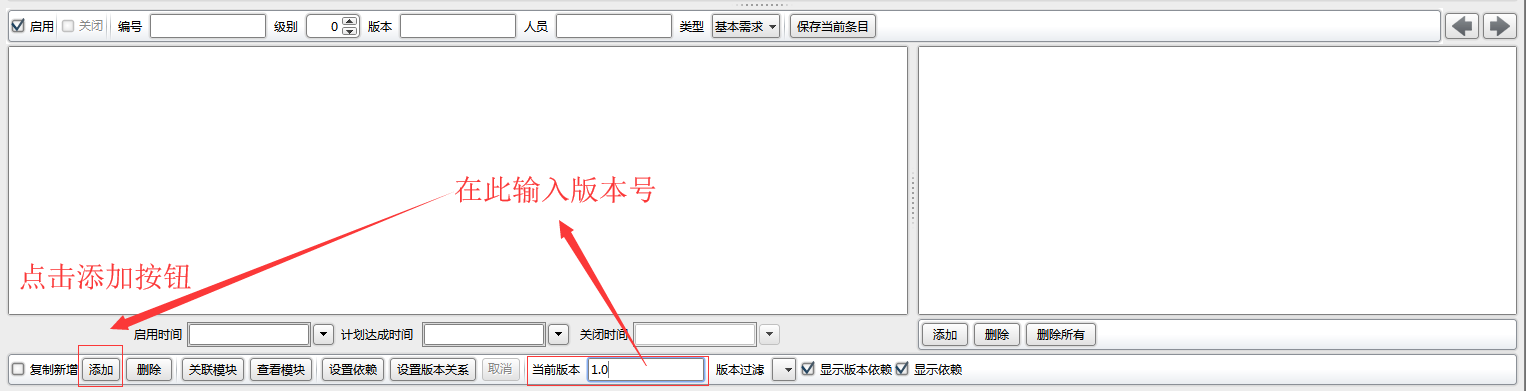 启用 关闭 编号 级别 0 版本 人员 类型 基本需求 保存当前条目
在此输入版本号
点击添加按钮
启用时间 计划达成时间 关闭时间 添加 删除 删除所有
复制新增 添加 删除 关联模块 查看模块 设置依赖 设置版本关系 取消 当前版本 1.0 版本过滤 显示版本依赖 显示依赖